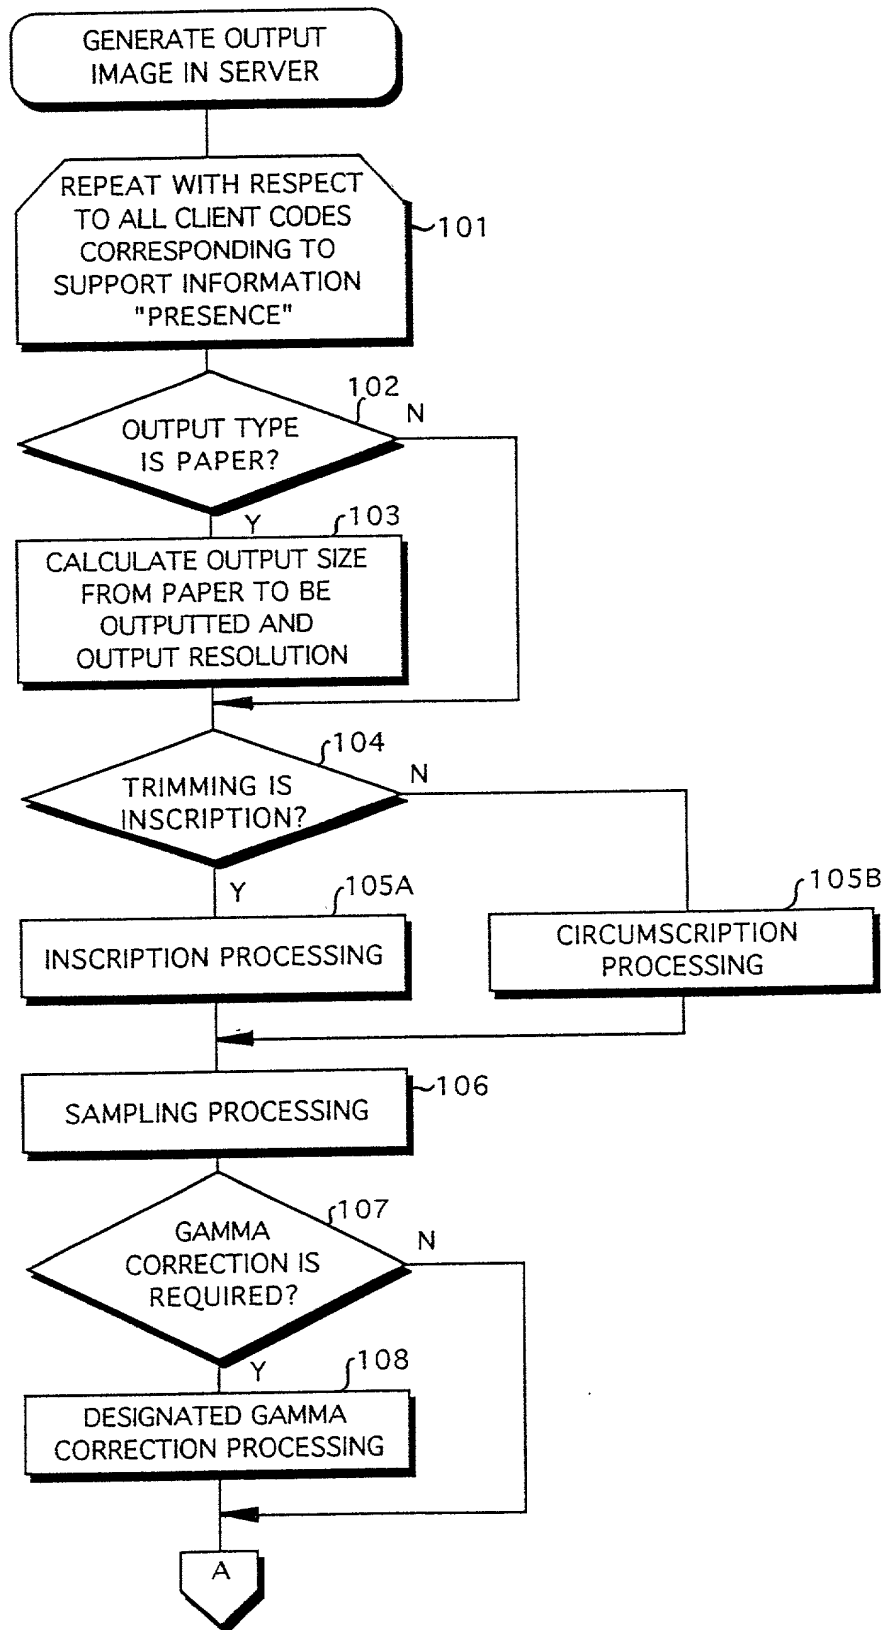 GENERATE OUTPUT
IMAGE IN SERVER
REPEAT WITH RESPECT
TO ALL CLIENT CODES
CORRESPONDING TO
SUPPORT INFORMATION
"PRESENCE"
101
102
N
OUTPUT TYPE
IS PAPER?
Y
103
CALCULATE OUTPUT SIZE
FROM PAPER TO BE
OUTPUTTED AND
OUTPUT RESOLUTION
104
N
TRIMMING IS
INSCRIPTION?
Y
105A
105B
INSCRIPTION PROCESSING
CIRCUMSCRIPTION
PROCESSING
106
SAMPLING PROCESSING
107
N
GAMMA
CORRECTION IS
REQUIRED?
Y
108
DESIGNATED GAMMA
CORRECTION PROCESSING
A